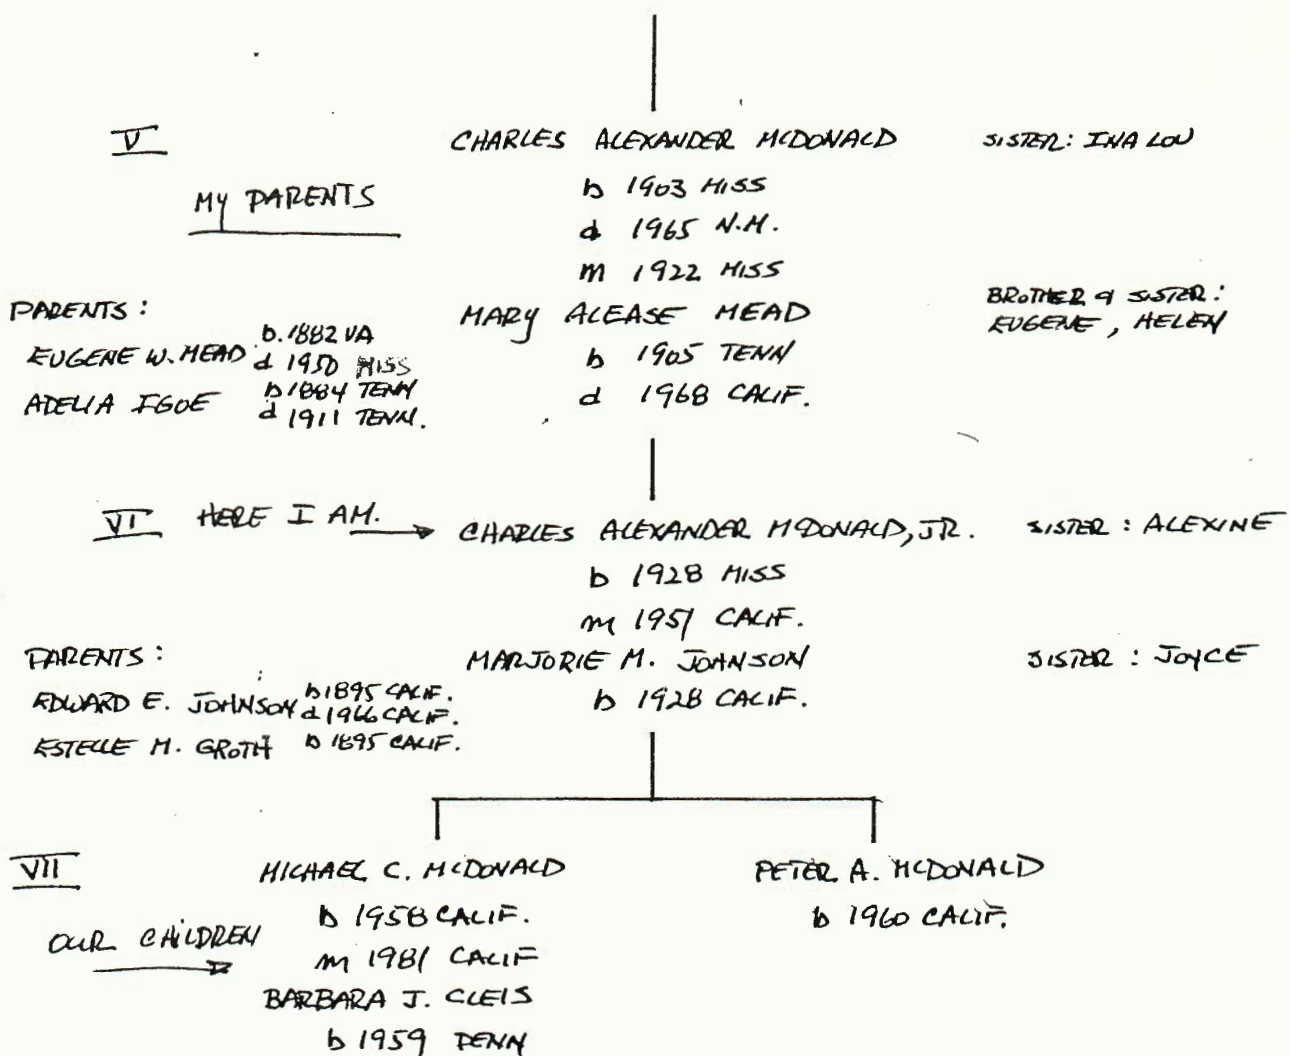 V CHARLES ALEXANDER McDONALD SISTER: INA LOU
MY PARENTS
b 1903 MISS
d 1965 N.M.
m 1922 MISS
PARENTS: MARY ALEASE MEAD BROTHER & SISTER:
EUGENE, HELEN
EUGENE W. MEAD b. 1882 VA
d 1950 MISS
b 1905 TENN
ADELIA IGOE b 1884 TENN
d 1911 TENN.
d 1968 CALIF.
VI HERE I AM. CHARLES ALEXANDER McDONALD, JR. SISTER: ALEXINE
b 1928 MISS
m 1951 CALIF.
PARENTS: MARJORIE M. JOHNSON SISTER: JOYCE
EDWARD E. JOHNSON b 1895 CALIF.
d 1966 CALIF.
b 1928 CALIF.
ESTELLE M. GROTH b 1895 CALIF.
VII MICHAEL C. McDONALD PETER A. McDONALD
b 1958 CALIF. b 1960 CALIF.
OUR CHILDREN
m 1981 CALIF
BARBARA J. CLEIS
b 1959 PENN